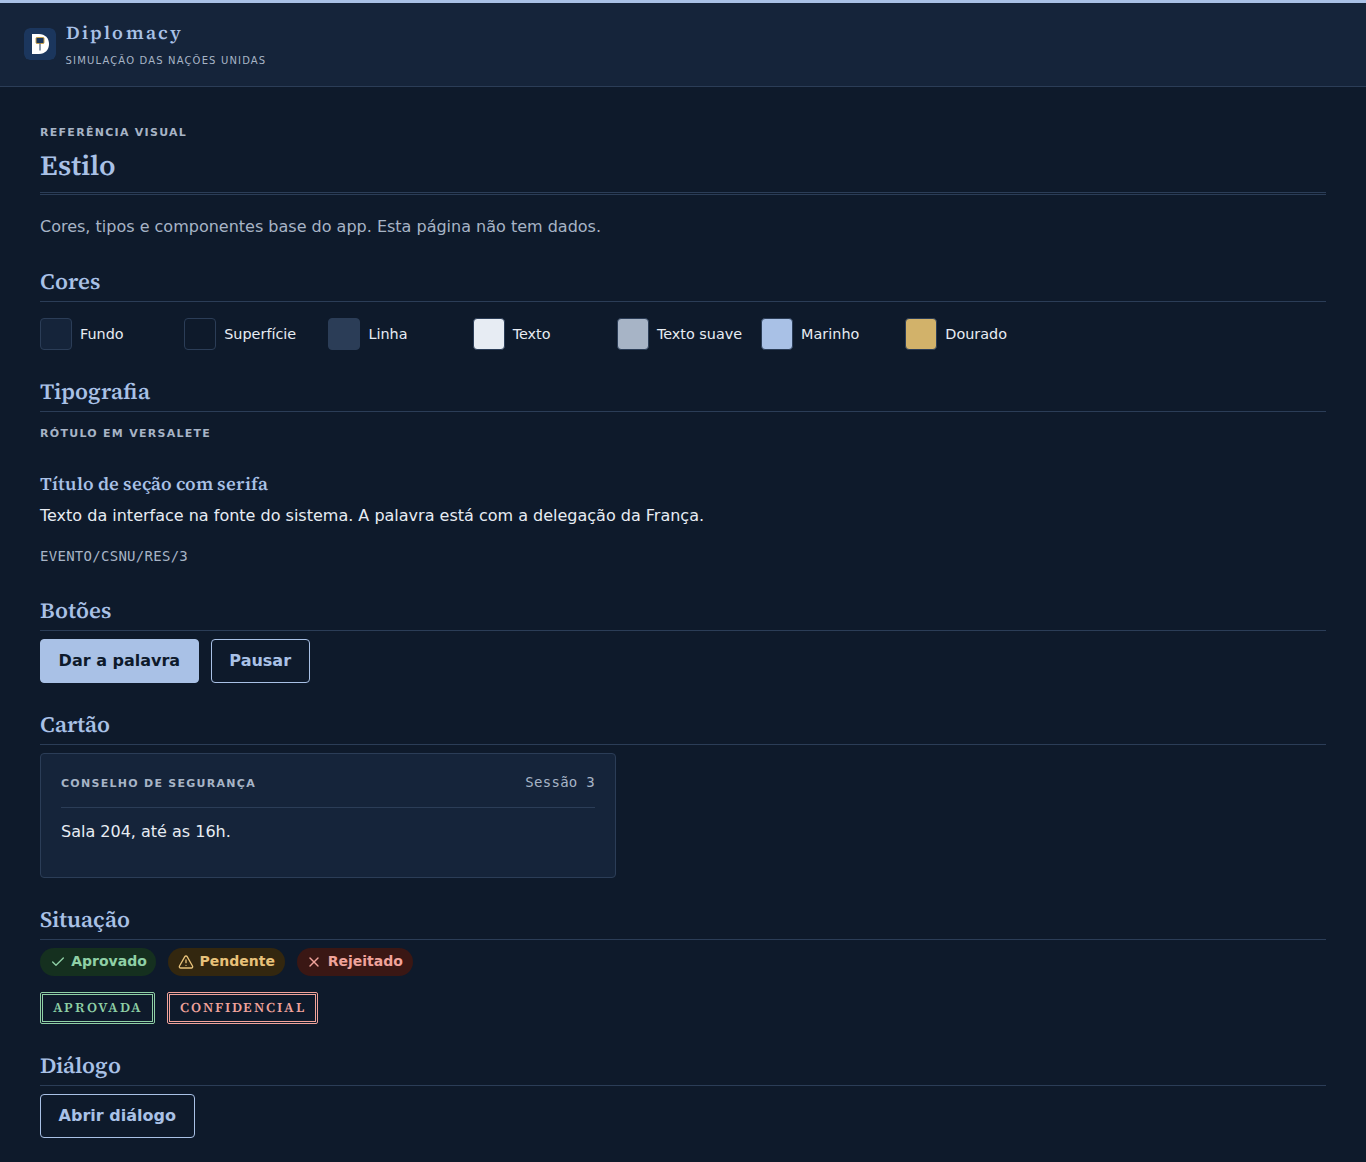 Diplomacy
SIMULAÇÃO DAS NAÇÕES UNIDAS
REFERÊNCIA VISUAL
Estilo
Cores, tipos e componentes base do app. Esta página não tem dados.
Cores
Fundo
Superfície
Linha
Texto
Texto suave
Marinho
Dourado
Tipografia
RÓTULO EM VERSALETE
Título de seção com serifa
Texto da interface na fonte do sistema. A palavra está com a delegação da França.
EVENTO/CSNU/RES/3
Botões
Dar a palavra
Pausar
Cartão
CONSELHO DE SEGURANÇA
Sessão 3
Sala 204, até as 16h.
Situação
Aprovado
Pendente
Rejeitado
APROVADA
CONFIDENCIAL
Diálogo
Abrir diálogo